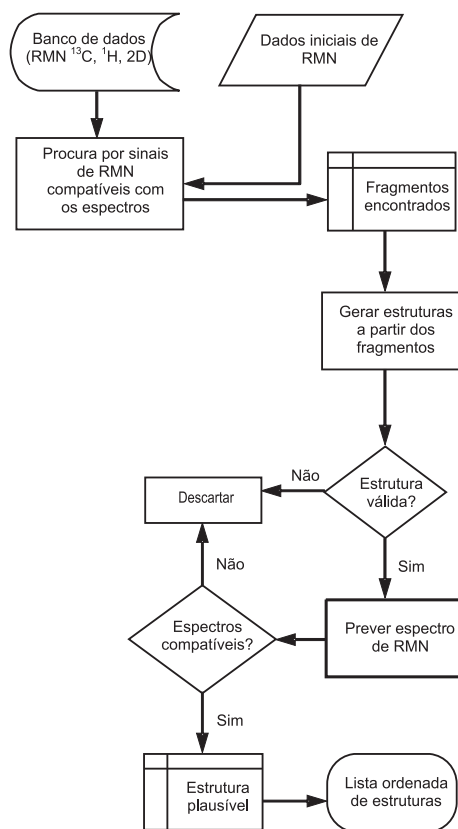 Banco de dados
(RMN ¹³C, ¹H, 2D)
Dados iniciais de
RMN
Procura por sinais
de RMN
compatíveis com
os espectros
Fragmentos
encontrados
Gerar estruturas
a partir dos
fragmentos
Estrutura
válida?
Não
Descartar
Sim
Prever espectro
de RMN
Espectros
compatíveis?
Não
Sim
Estrutura
plausível
Lista ordenada
de estruturas